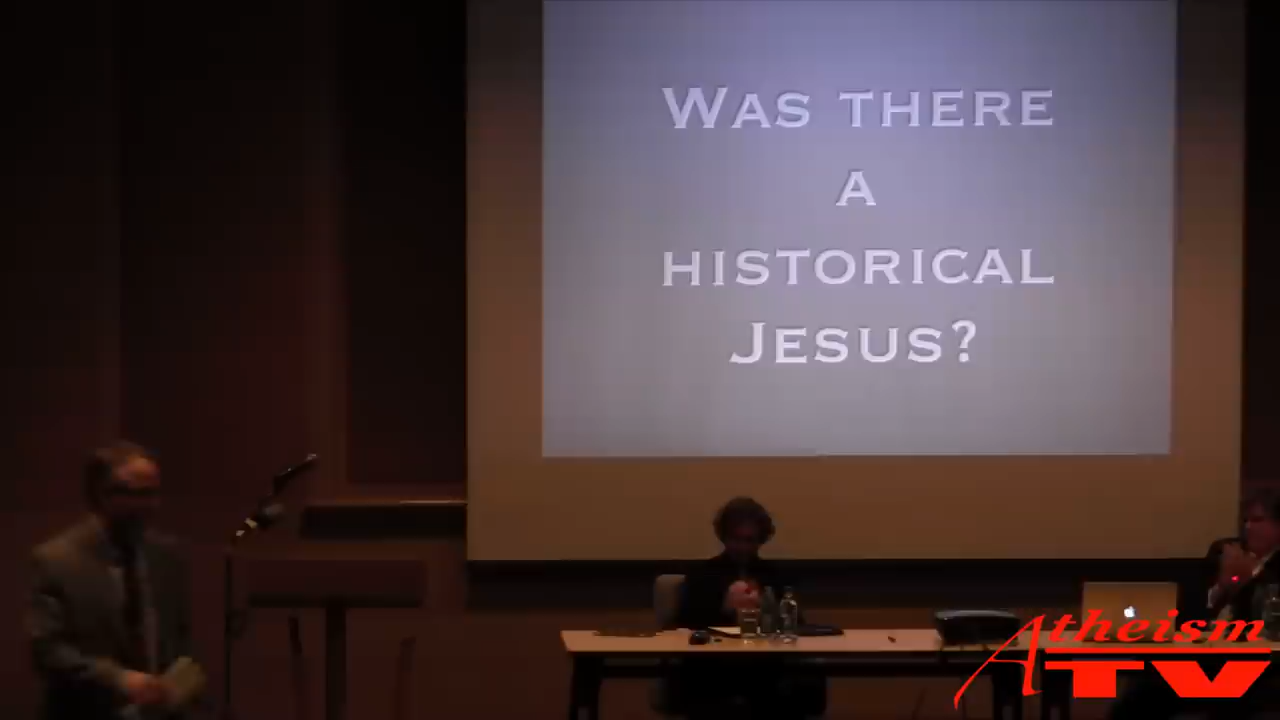 WAS THERE
A
HISTORICAL
JESUS?
Atheism
TV